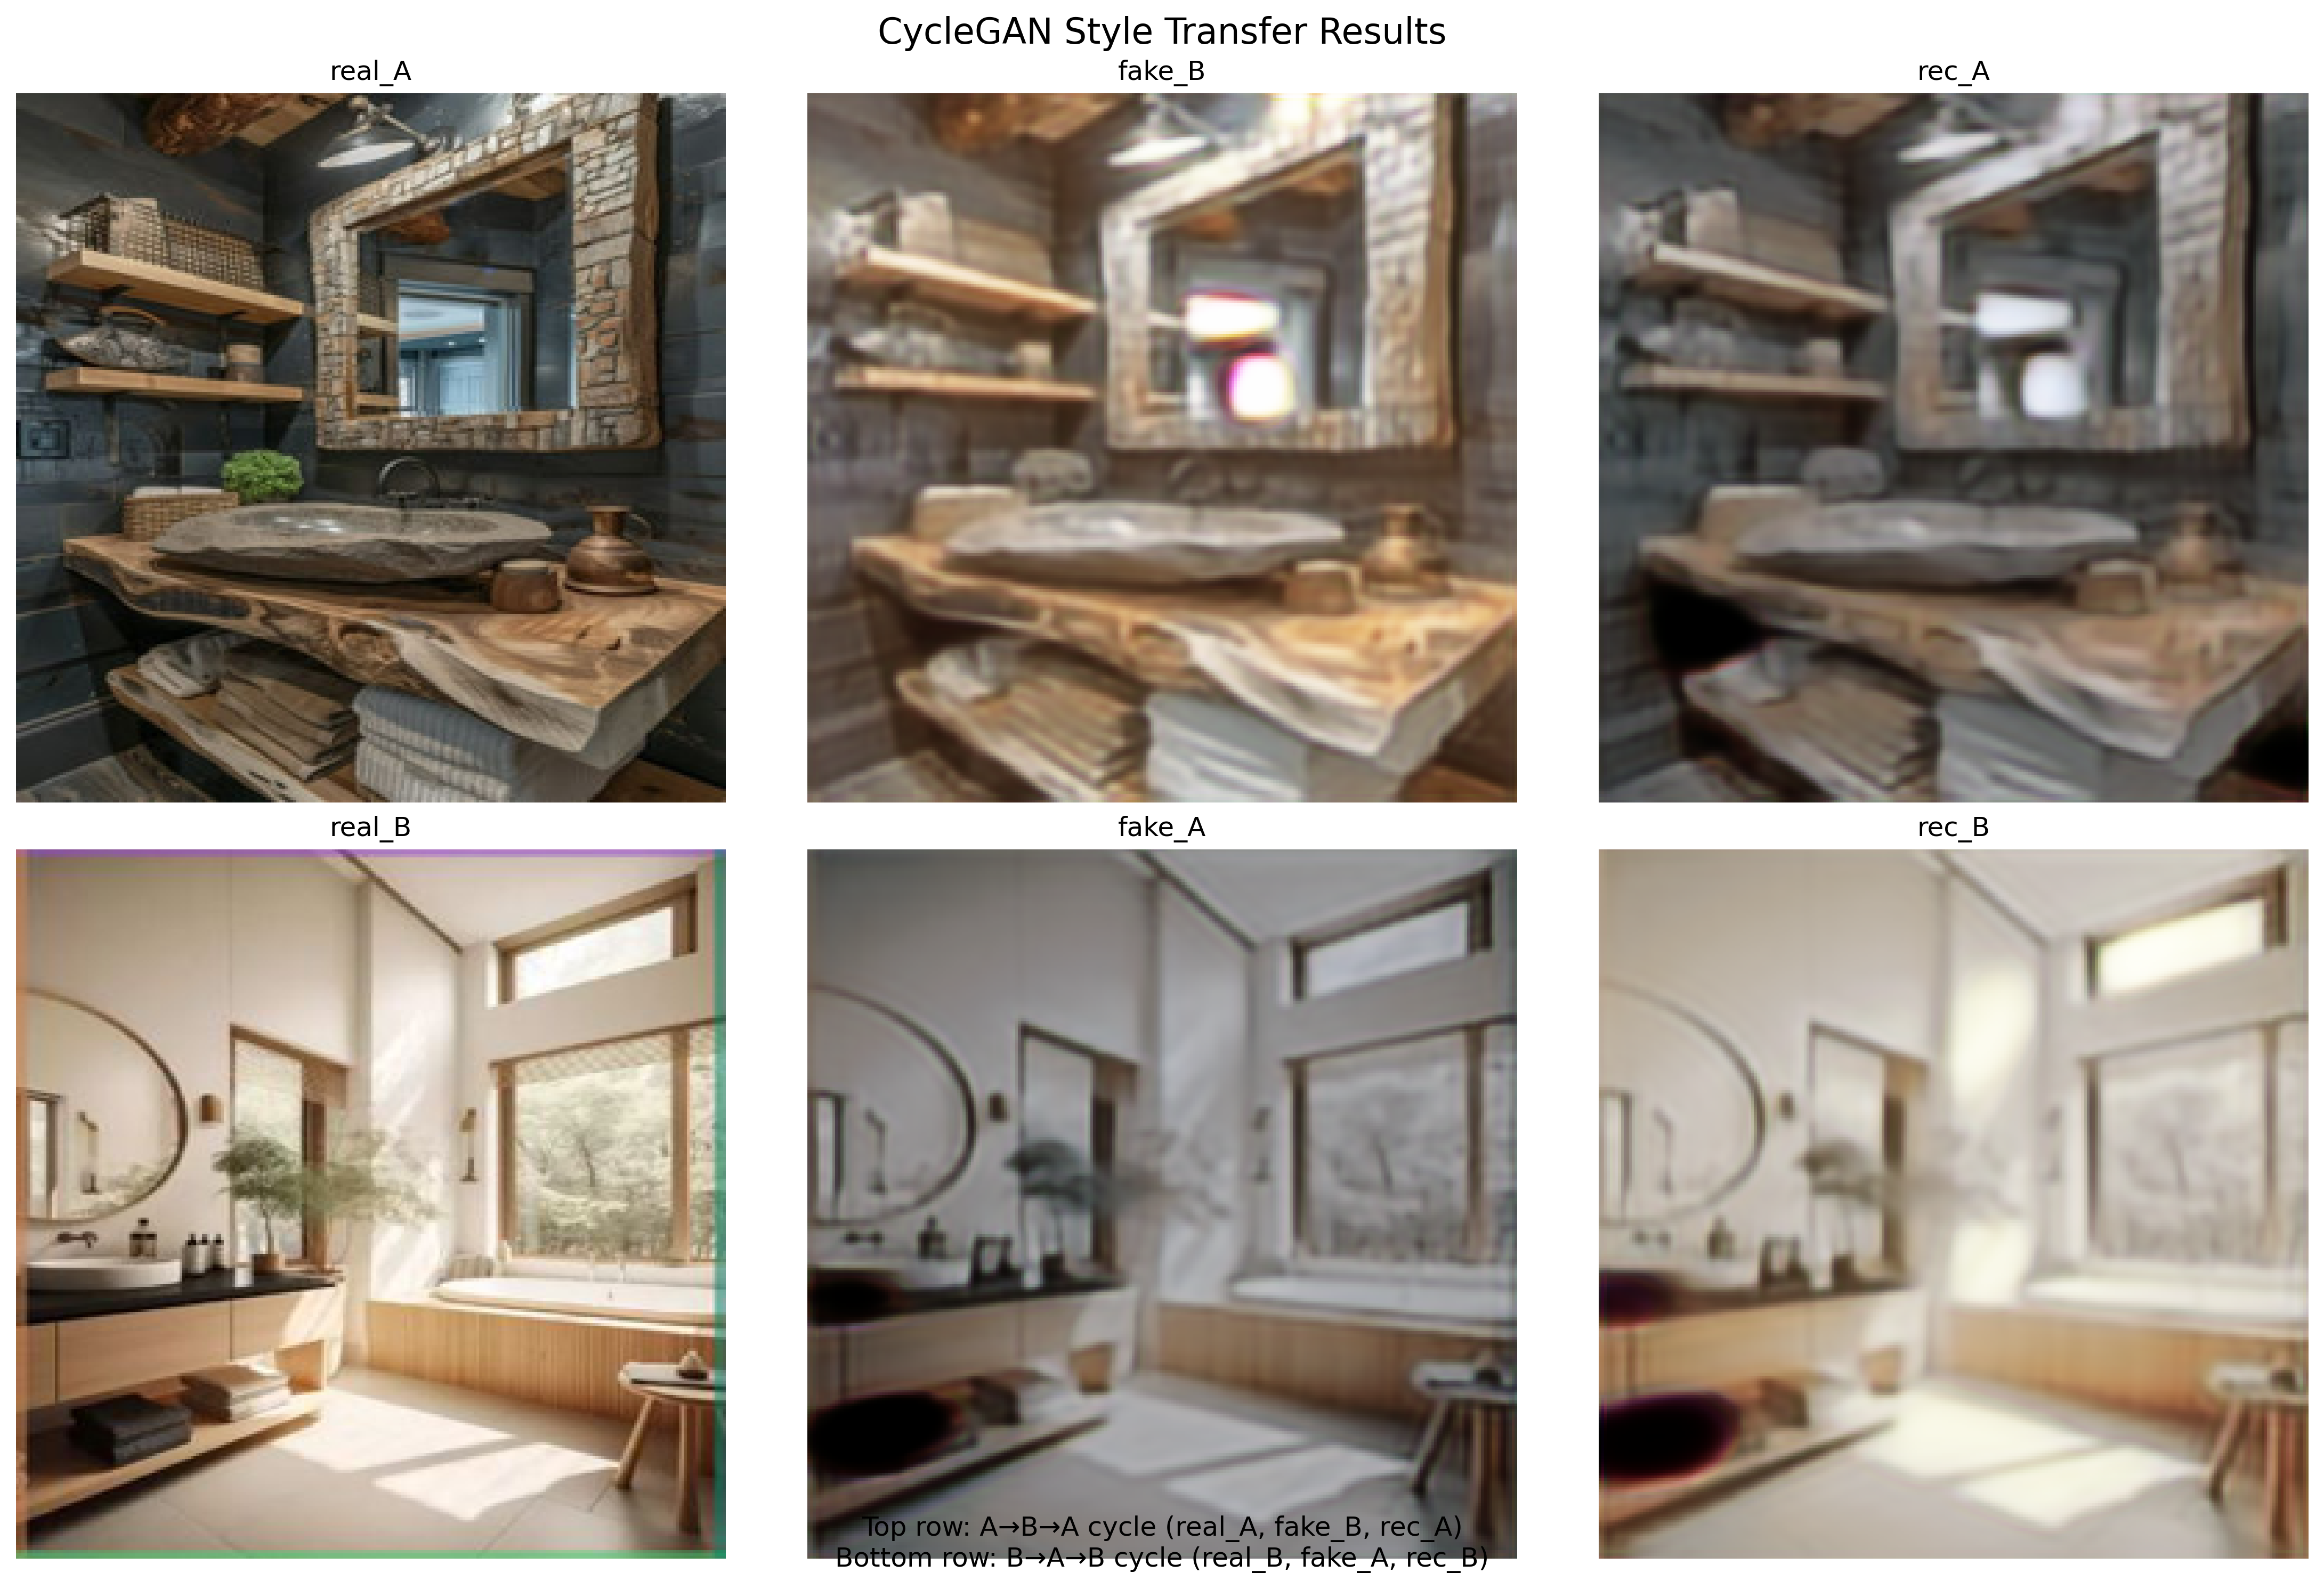 CycleGAN Style Transfer Results
real_A
fake_B
rec_A
real_B
fake_A
rec_B
Top row: A→B→A cycle (real_A, fake_B, rec_A)
Bottom row: B→A→B cycle (real_B, fake_A, rec_B)